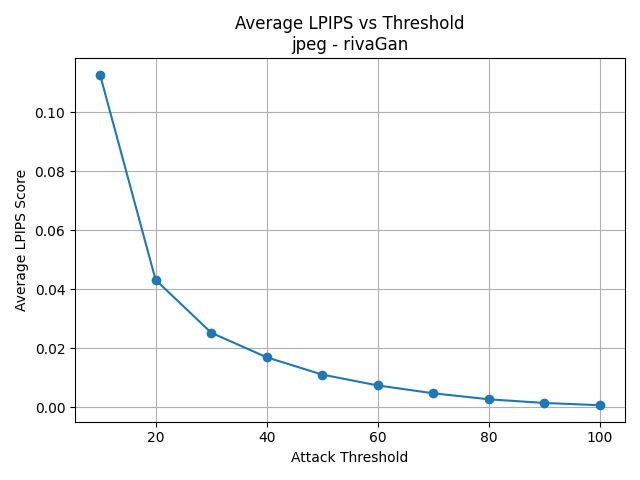 Average LPIPS vs Threshold
jpeg - rivaGan
0.10
0.08
0.06
0.04
0.02
0.00
Average LPIPS Score
20 40 60 80 100
Attack Threshold